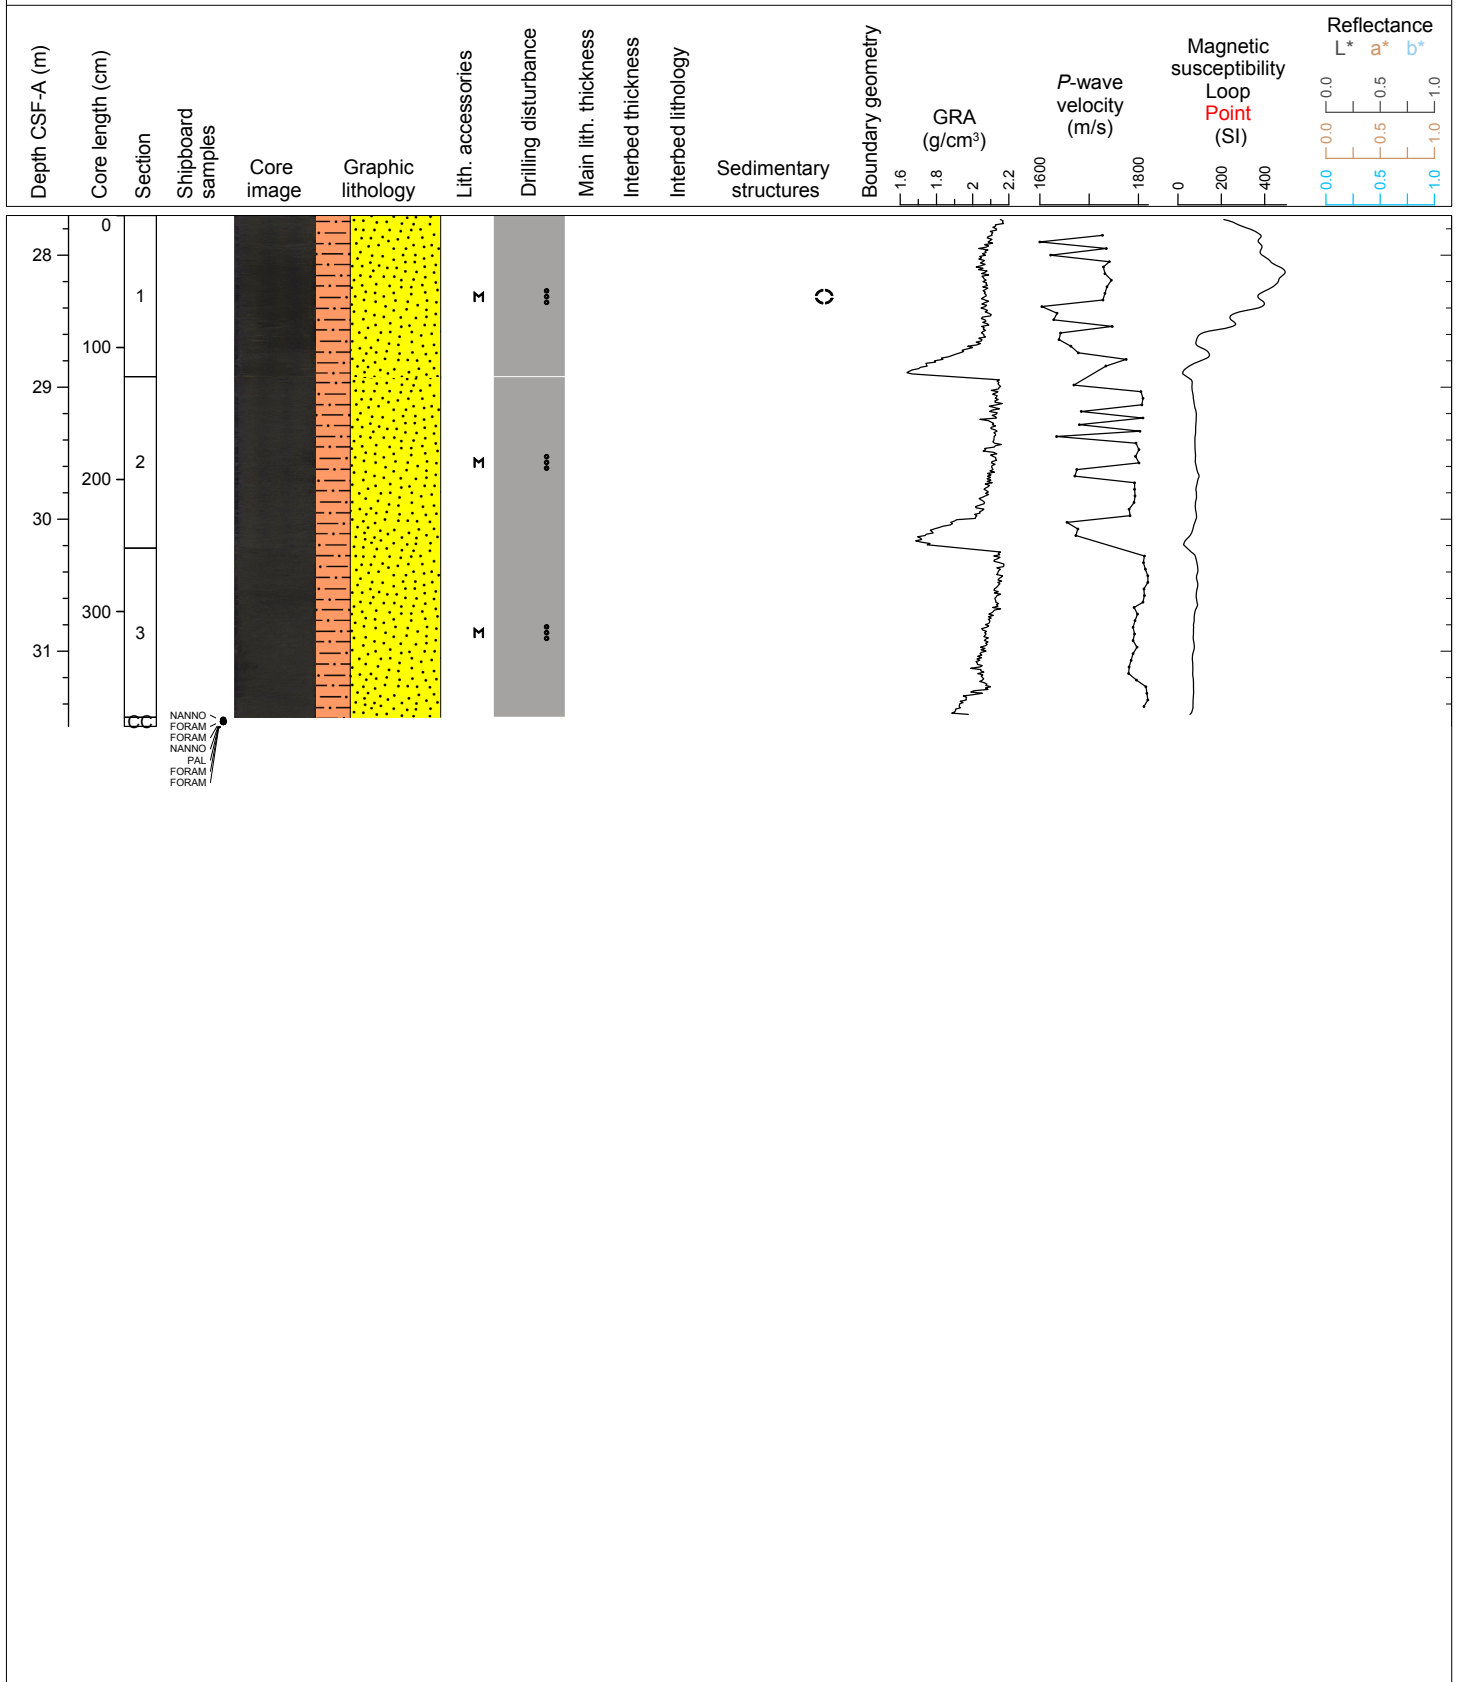 Depth CSF-A (m)
Core length (cm)
Section
Shipboard
samples
Core
image
Graphic
lithology
Lith. accessories
Drilling disturbance
Main lith. thickness
Interbed thickness
Interbed lithology
Sedimentary
structures
Boundary geometry
GRA
(g/cm³)
1.6 1.8 2 2.2
P-wave
velocity
(m/s)
1600 1800
Magnetic
susceptibility
Loop
Point
(SI)
0 200 400
Reflectance
L* a* b*
0.0 0.5 1.0
0.0 0.5 1.0
0.0 0.5 1.0
28
29
30
31
0
100
200
300
1
2
3
CC
M
M
M
NANNO
FORAM
FORAM
NANNO
PAL
FORAM
FORAM